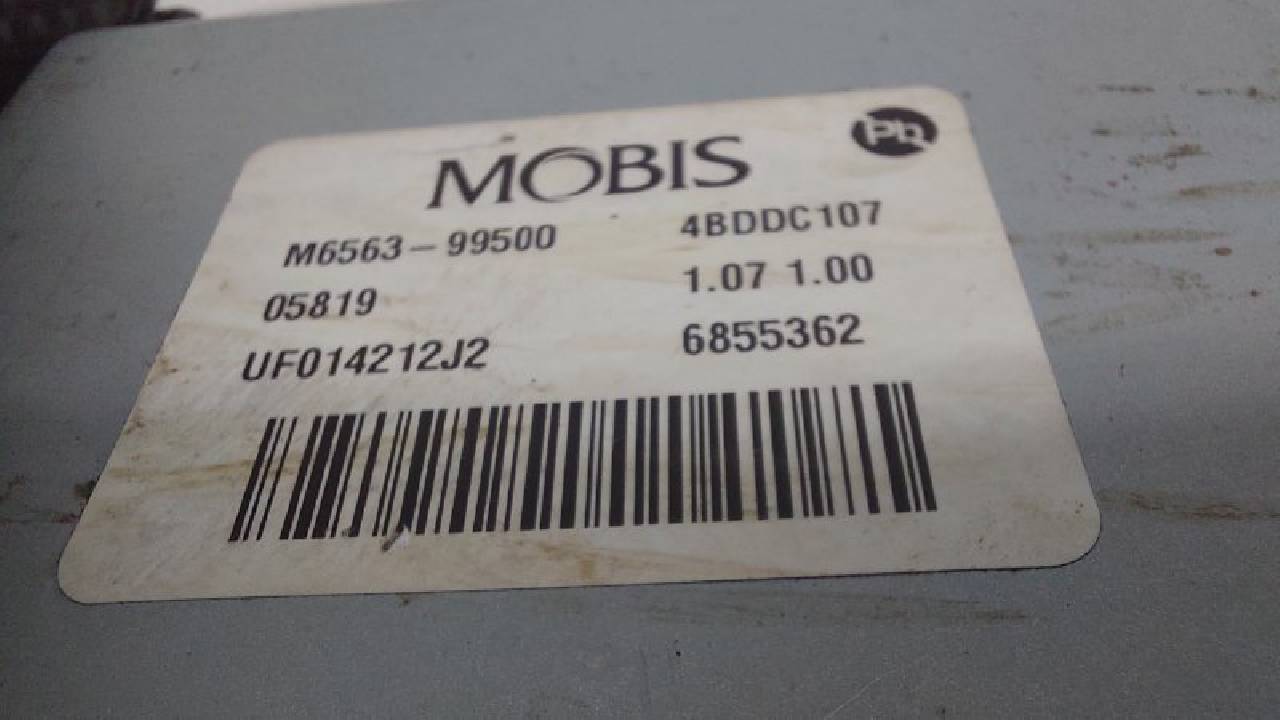 MOBIS
Pb
M6563-99500 4BDDC107
05819 1.07 1.00
UF014212J2 6855362